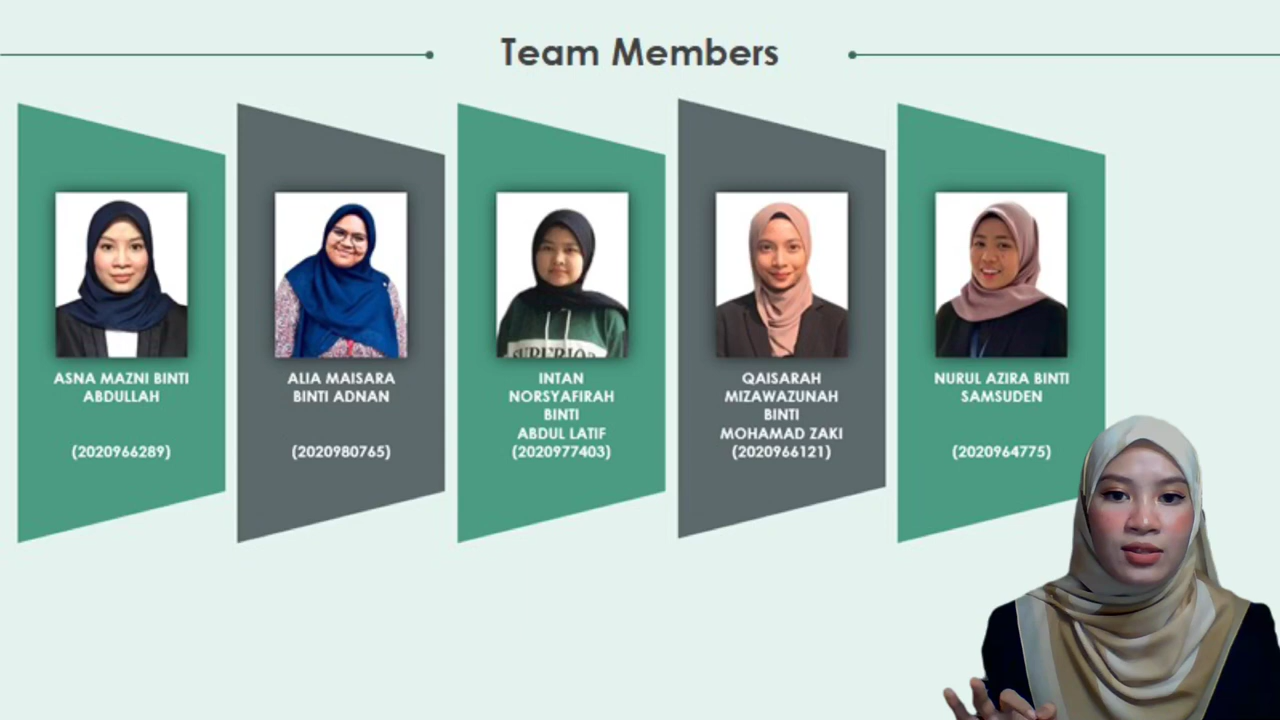 Team Members
ASNA MAZNI BINTI
ABDULLAH
(2020966289)
ALIA MAISARA
BINTI ADNAN
(2020980765)
SUPERIOR
INTAN
NORSYAFIRAH
BINTI
ABDUL LATIF
(2020977403)
QAISARAH
MIZAWAZUNAH
BINTI
MOHAMAD ZAKI
(2020966121)
NURUL AZIRA BINTI
SAMSUDEN
(2020964775)